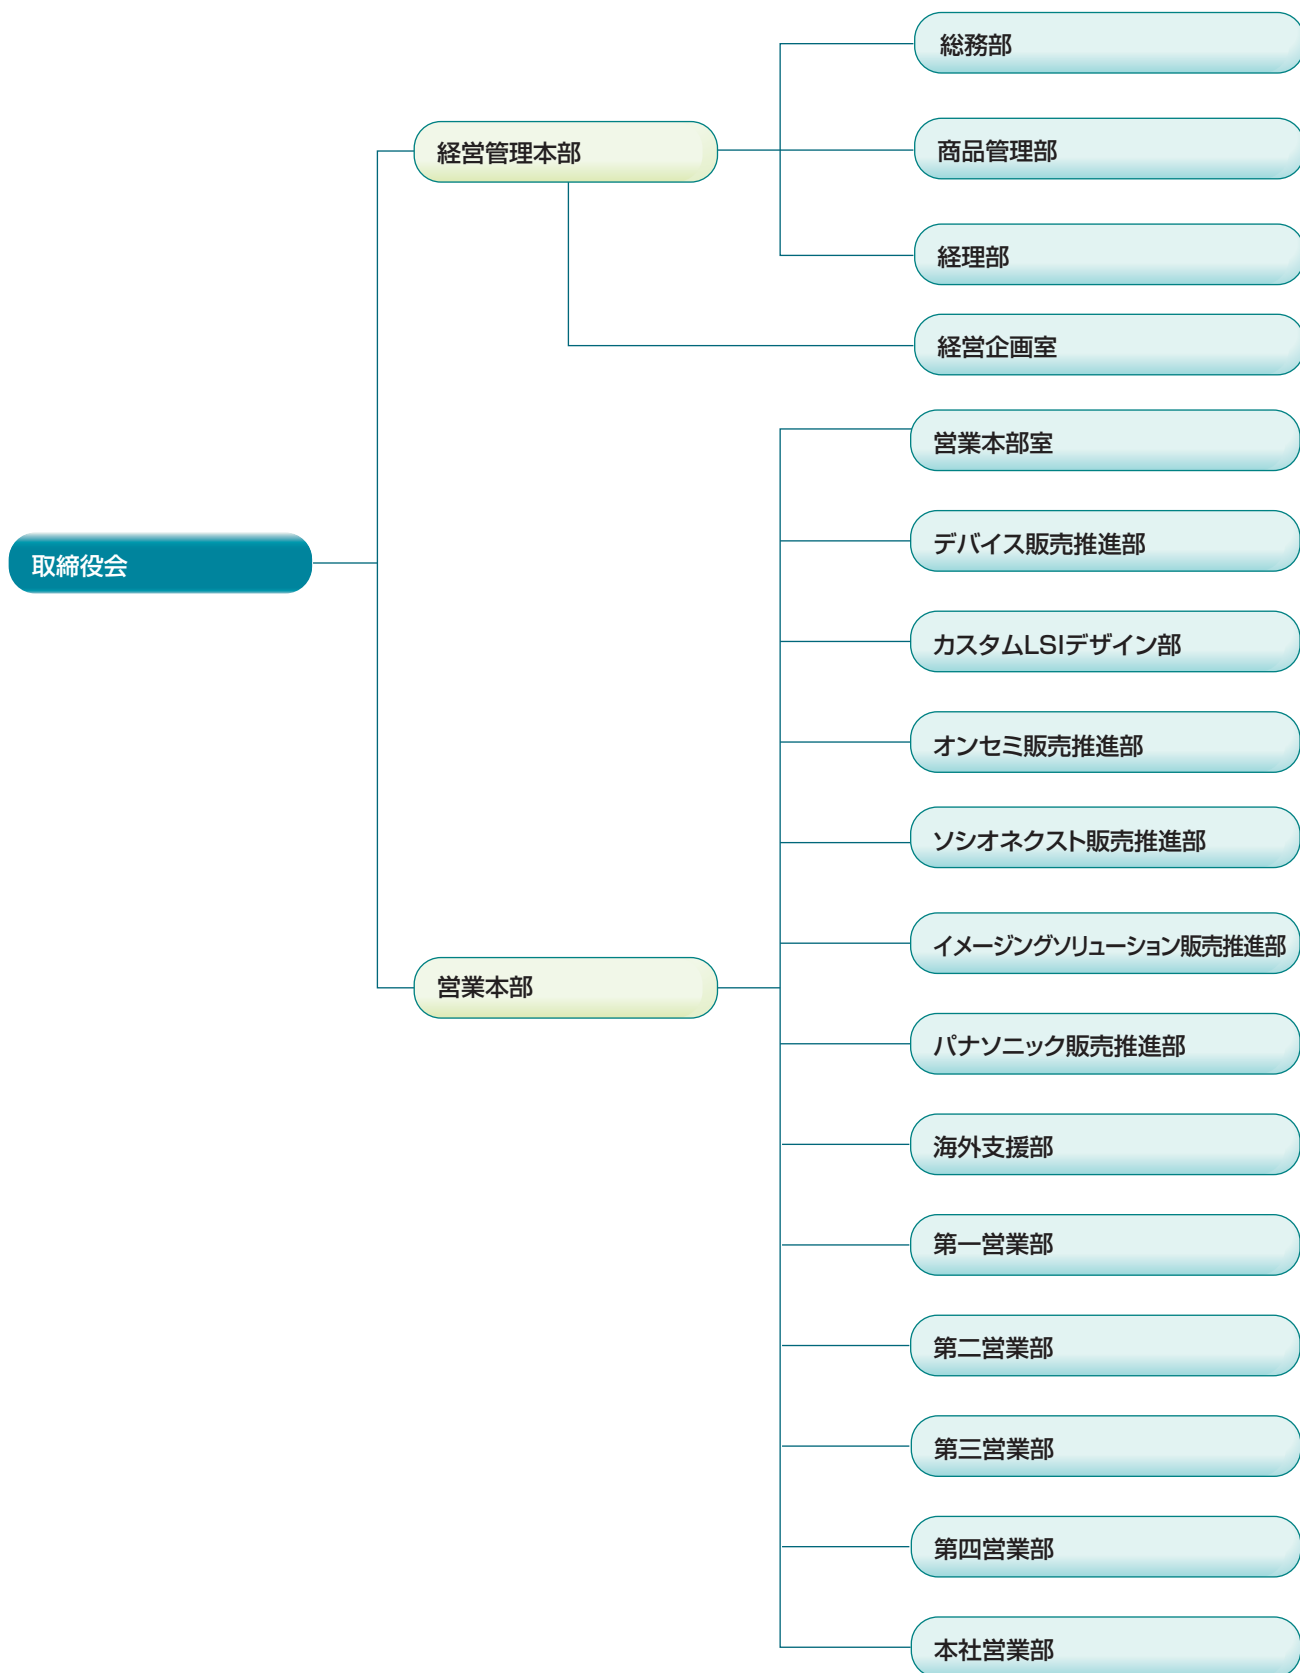 総務部
経営管理本部
商品管理部
経理部
経営企画室
営業本部室
デバイス販売推進部
取締役会
カスタムLSIデザイン部
オンセミ販売推進部
ソシオネクスト販売推進部
イメージングソリューション販売推進部
営業本部
パナソニック販売推進部
海外支援部
第一営業部
第二営業部
第三営業部
第四営業部
本社営業部